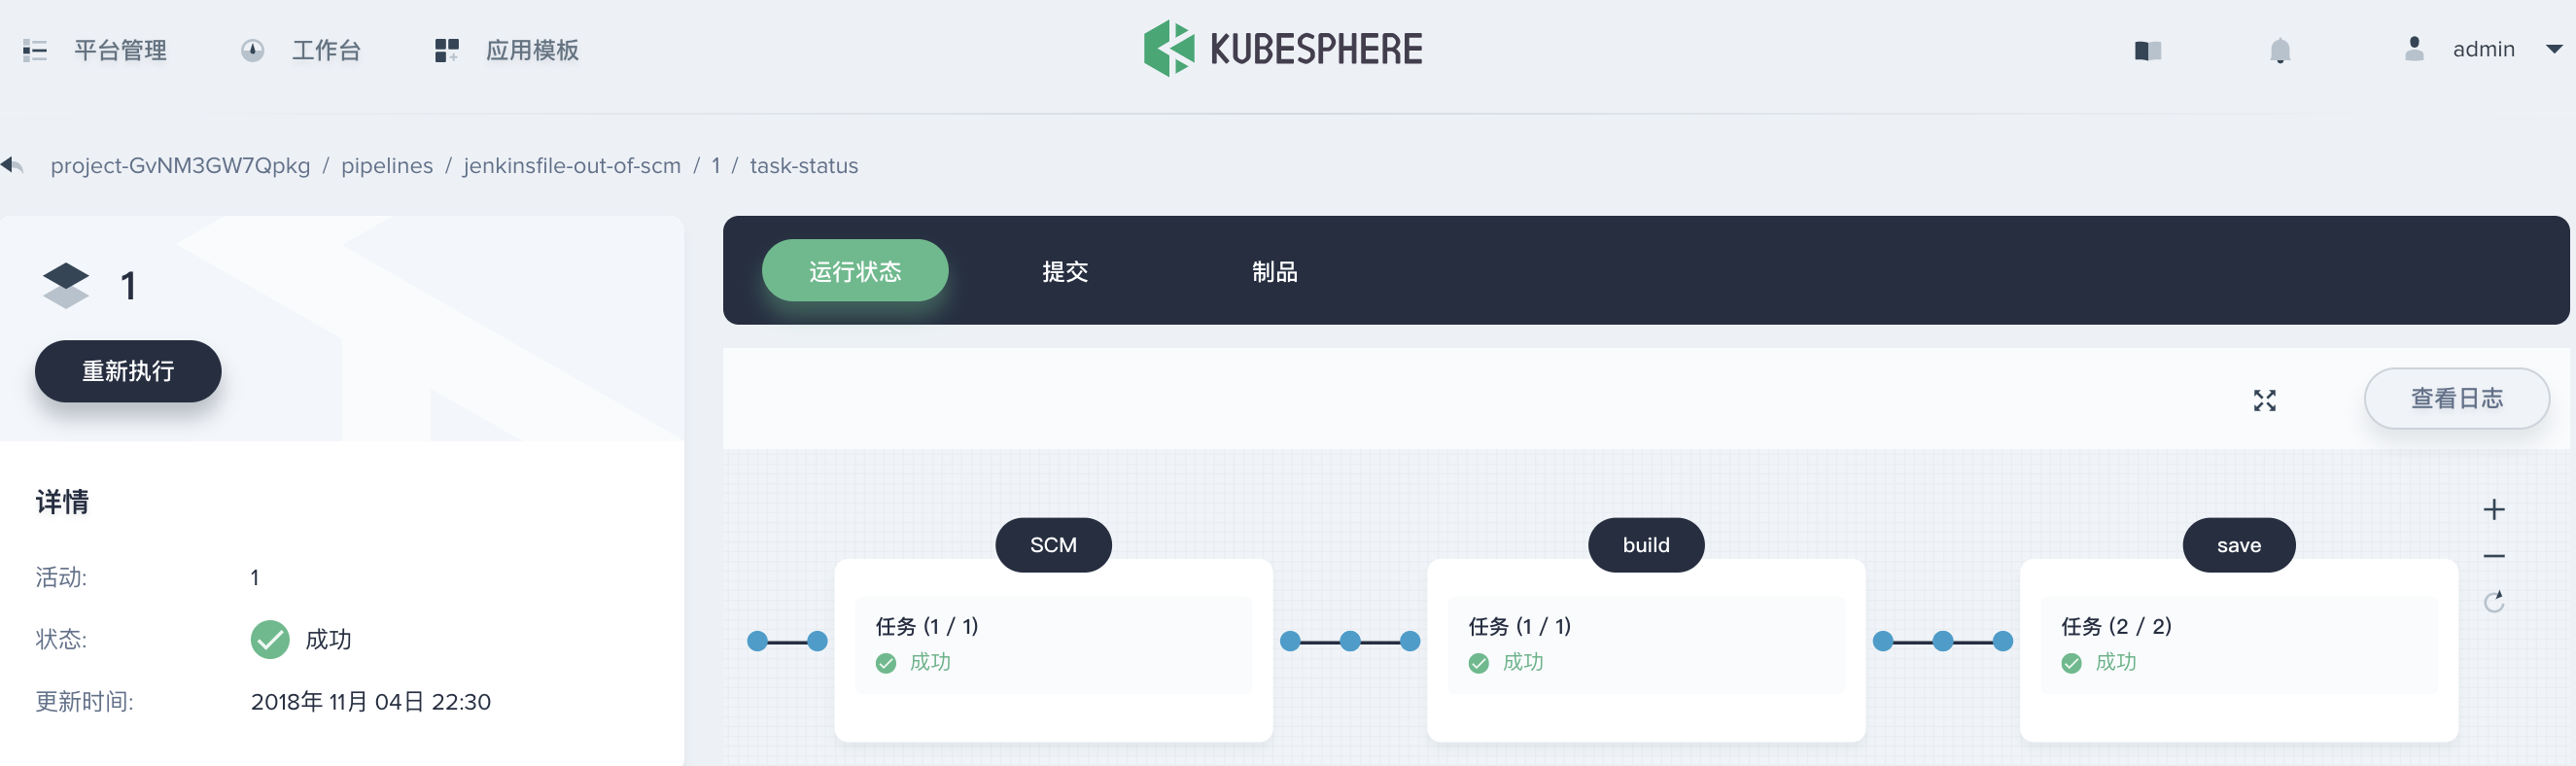 平台管理
工作台
应用模板
KUBESPHERE
admin
project-GvNM3GW7Qpkg / pipelines / jenkinsfile-out-of-scm / 1 / task-status
1
重新执行
详情
活动: 1
状态: 成功
更新时间: 2018年 11月 04日 22:30
运行状态
提交
制品
查看日志
SCM
任务 (1 / 1)
成功
build
任务 (1 / 1)
成功
save
任务 (2 / 2)
成功